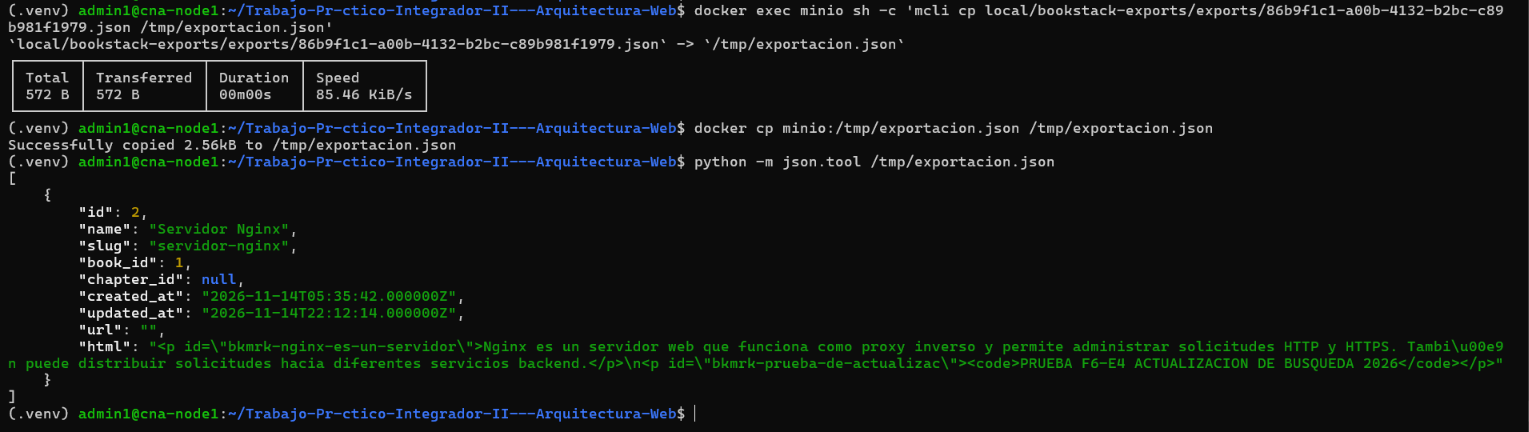 (.venv) admin1@cna-node1:~/Trabajo-Pr-ctico-Integrador-II---Arquitectura-Web$ docker exec minio sh -c 'mcli cp local/bookstack-exports/exports/86b9f1c1-a00b-4132-b2bc-c89
b981f1979.json /tmp/exportacion.json'
`local/bookstack-exports/exports/86b9f1c1-a00b-4132-b2bc-c89b981f1979.json` -> `/tmp/exportacion.json`
Total Transferred Duration Speed
572 B 572 B 00m00s 85.46 KiB/s
(.venv) admin1@cna-node1:~/Trabajo-Pr-ctico-Integrador-II---Arquitectura-Web$ docker cp minio:/tmp/exportacion.json /tmp/exportacion.json
Successfully copied 2.56kB to /tmp/exportacion.json
(.venv) admin1@cna-node1:~/Trabajo-Pr-ctico-Integrador-II---Arquitectura-Web$ python -m json.tool /tmp/exportacion.json
[
    {
        "id": 2,
        "name": "Servidor Nginx",
        "slug": "servidor-nginx",
        "book_id": 1,
        "chapter_id": null,
        "created_at": "2026-11-14T05:35:42.000000Z",
        "updated_at": "2026-11-14T22:12:14.000000Z",
        "url": "",
        "html": "<p id=\"bkmrk-nginx-es-un-servidor\">Nginx es un servidor web que funciona como proxy inverso y permite administrar solicitudes HTTP y HTTPS. Tambi\u00e9
n puede distribuir solicitudes hacia diferentes servicios backend.</p>\n<p id=\"bkmrk-prueba-de-actualizac\"><code>PRUEBA F6-E4 ACTUALIZACION DE BUSQUEDA 2026</code></p>"
    }
]
(.venv) admin1@cna-node1:~/Trabajo-Pr-ctico-Integrador-II---Arquitectura-Web$